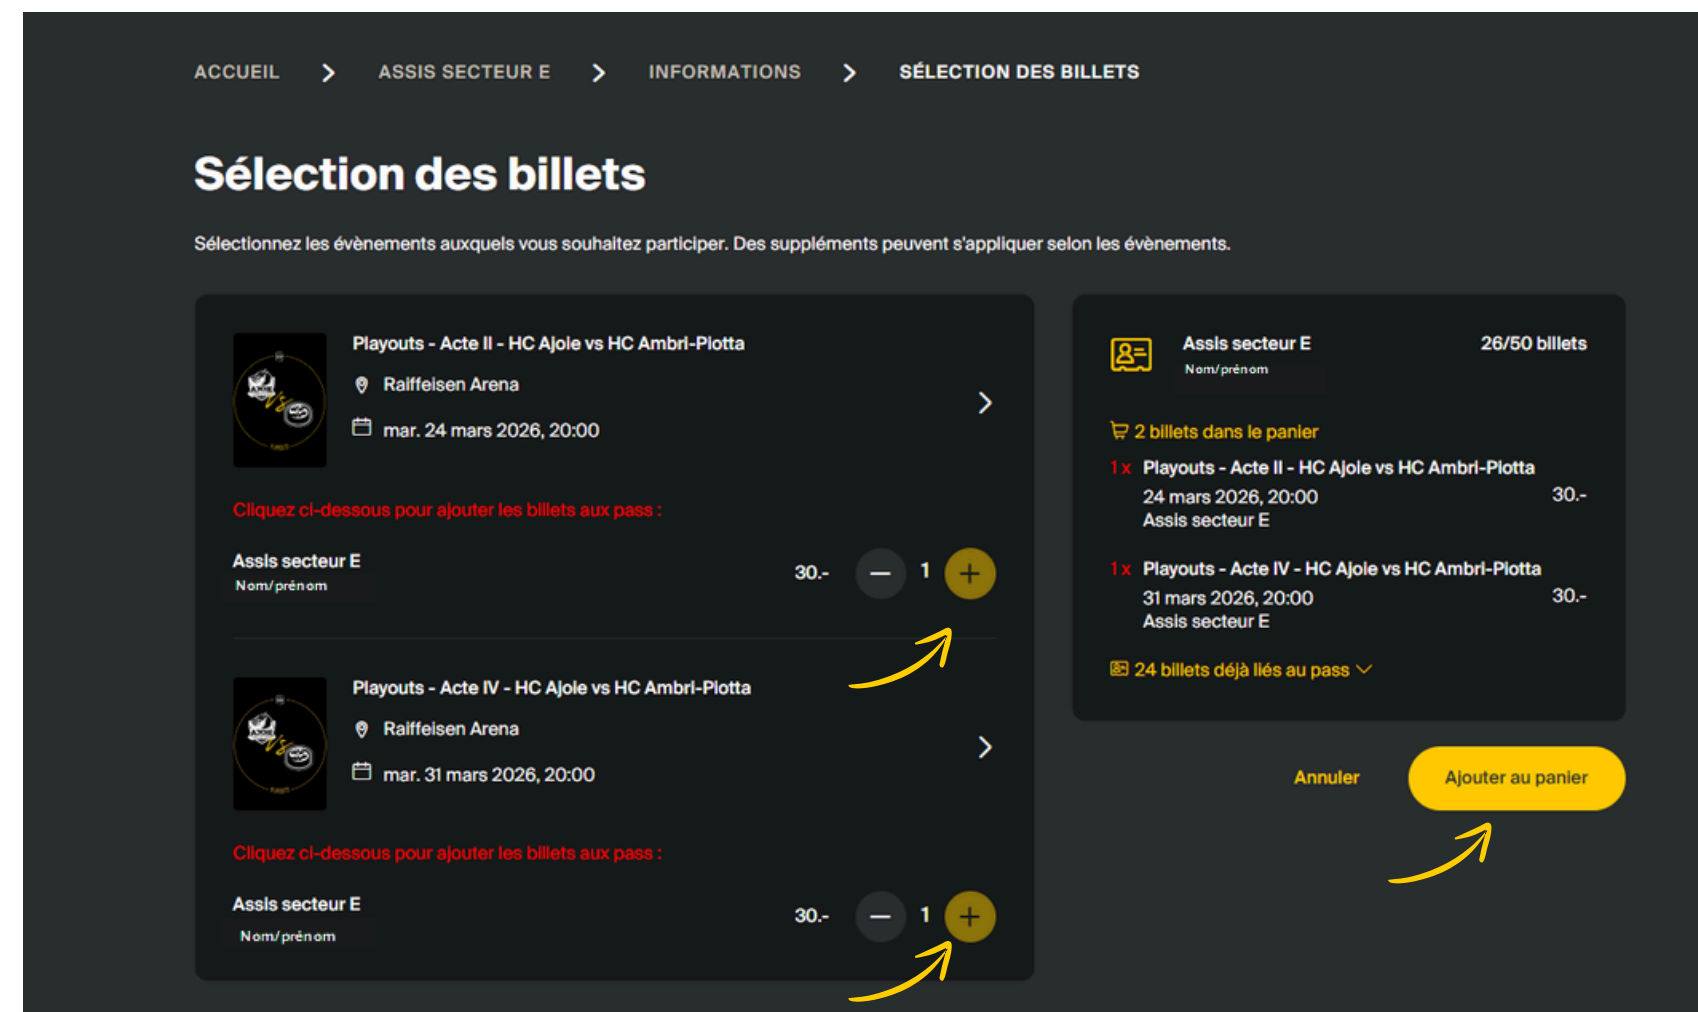 ACCUEIL > ASSIS SECTEUR E > INFORMATIONS > SÉLECTION DES BILLETS
Sélection des billets
Sélectionnez les évènements auxquels vous souhaitez participer. Des suppléments peuvent s'appliquer selon les évènements.
Playouts - Acte II - HC Ajoie vs HC Ambri-Piotta
Raiffeisen Arena
mar. 24 mars 2026, 20:00
Cliquez ci-dessous pour ajouter les billets aux pass :
Assis secteur E
Nom/prénom
30.- − 1 +
Playouts - Acte IV - HC Ajoie vs HC Ambri-Piotta
Raiffeisen Arena
mar. 31 mars 2026, 20:00
Cliquez ci-dessous pour ajouter les billets aux pass :
Assis secteur E
Nom/prénom
30.- − 1 +
Assis secteur E 26/50 billets
Nom/prénom
2 billets dans le panier
1 x Playouts - Acte II - HC Ajoie vs HC Ambri-Piotta
24 mars 2026, 20:00 30.-
Assis secteur E
1 x Playouts - Acte IV - HC Ajoie vs HC Ambri-Piotta
31 mars 2026, 20:00 30.-
Assis secteur E
24 billets déjà liés au pass
Annuler Ajouter au panier